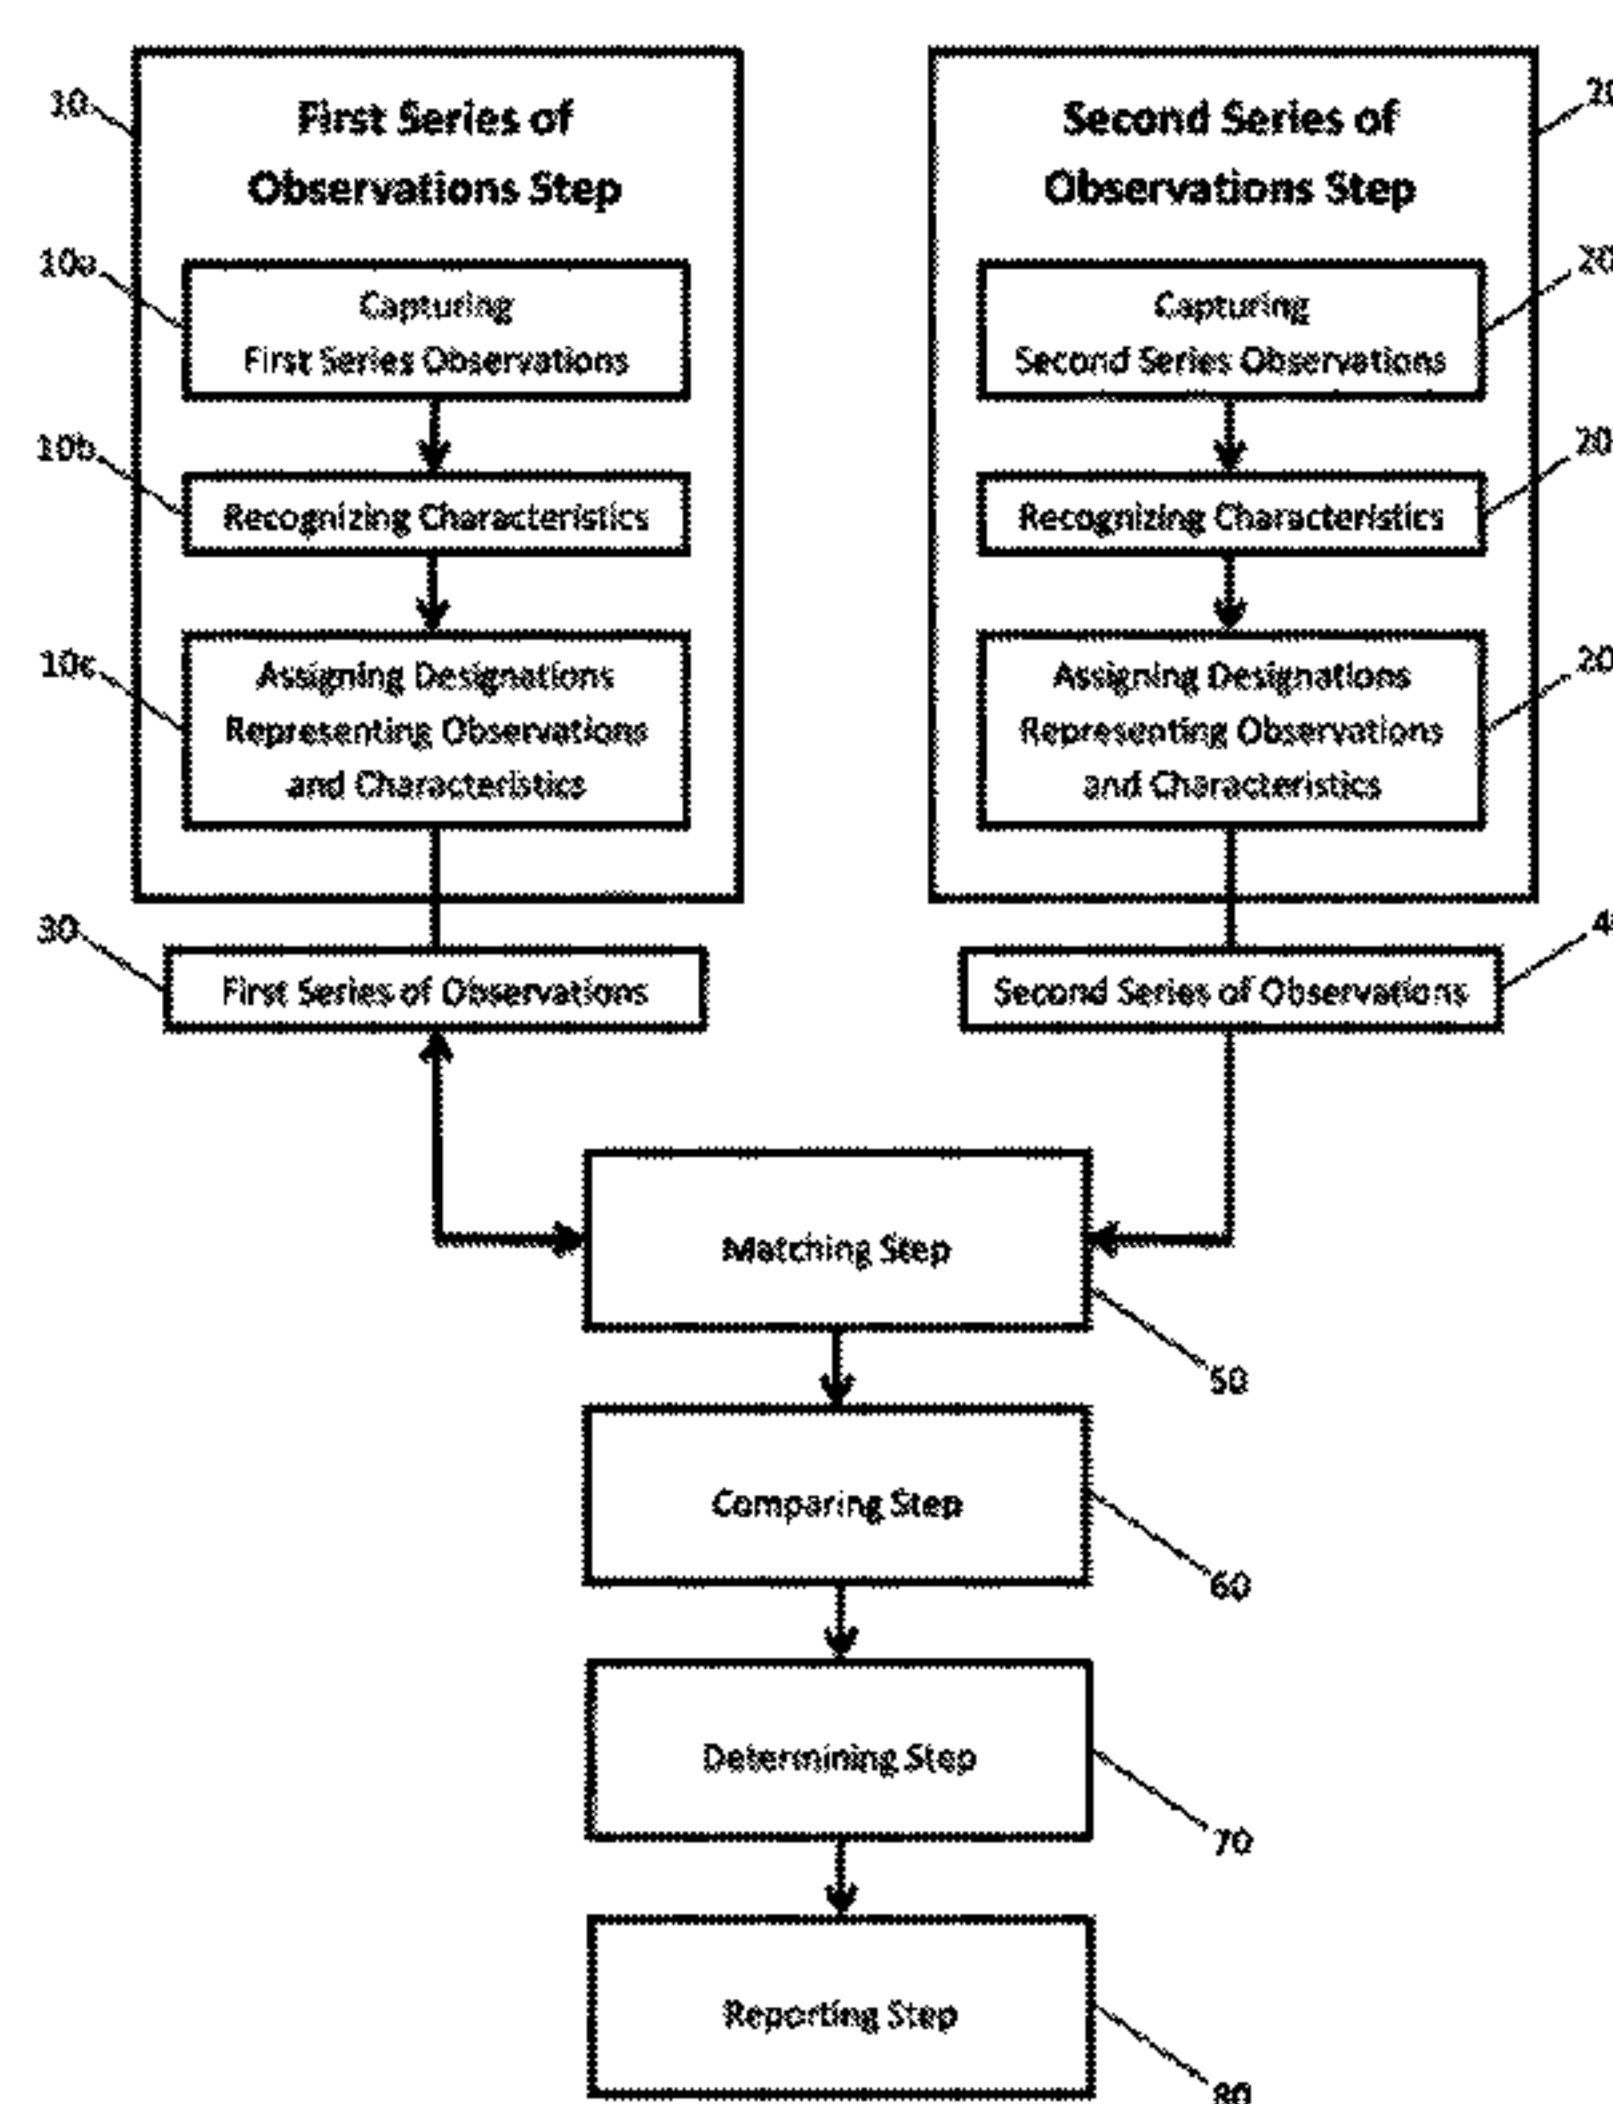 10
First Series of
Observations Step
10a
Capturing
First Series Observations
10b
Recognizing Characteristics
10c
Assigning Designations
Representing Observations
and Characteristics
20
Second Series of
Observations Step
20
Capturing
Second Series Observations
20
Recognizing Characteristics
20
Assigning Designations
Representing Observations
and Characteristics
30
First Series of Observations
Second Series of Observations
Matching Step
50
Comparing Step
60
Determining Step
70
Reporting Step
80